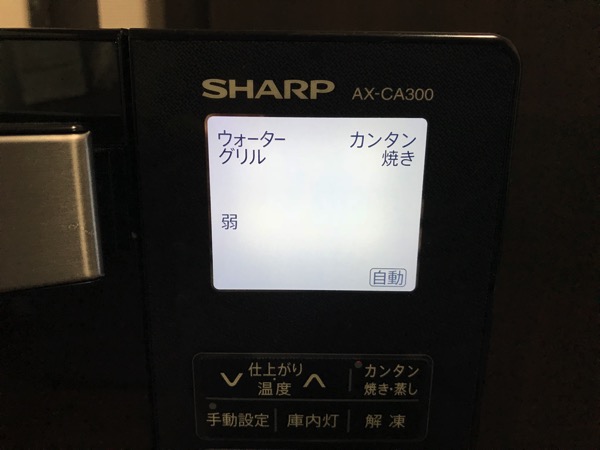 SHARP AX-CA300
ウォーター カンタン
グリル 焼き
弱
自動
仕上がり カンタン
温度 焼き・蒸し
手動設定 庫内灯 解凍